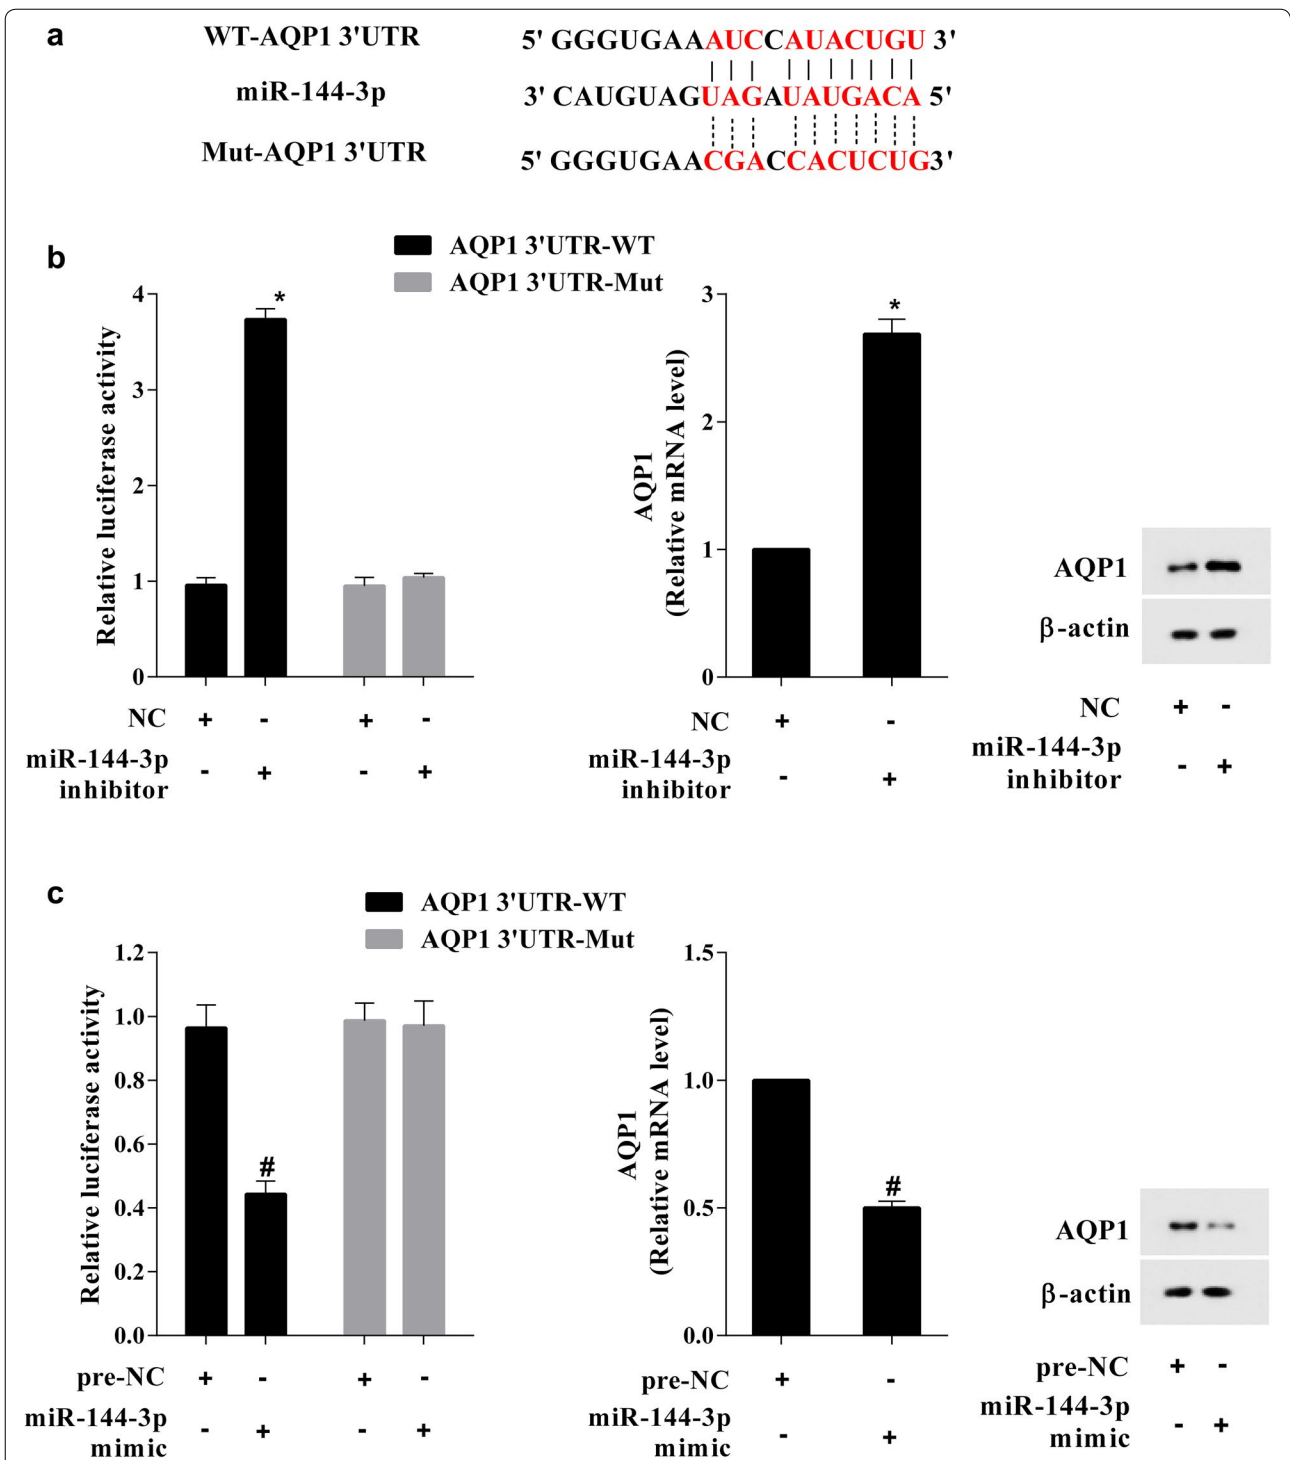 a
WT-AQP1 3'UTR
5' GGGUGAAAUCCAUACUGU 3'
miR-144-3p
3' CAUGUAGUAGAUAUGACA 5'
Mut-AQP1 3'UTR
5' GGGUGAACGACCACUCUG3'
b
AQP1 3'UTR-WT
AQP1 3'UTR-Mut
Relative luciferase activity
4
3
2
1
0
*
NC + - + -
miR-144-3p
inhibitor - + - +
AQP1
(Relative mRNA level)
3
2
1
0
*
NC + -
miR-144-3p
inhibitor - +
AQP1
β-actin
NC + -
miR-144-3p
inhibitor - +
c
AQP1 3'UTR-WT
AQP1 3'UTR-Mut
Relative luciferase activity
1.2
1.0
0.8
0.6
0.4
0.2
0.0
#
pre-NC + - + -
miR-144-3p
mimic - + - +
AQP1
(Relative mRNA level)
1.5
1.0
0.5
0.0
#
pre-NC + -
miR-144-3p
mimic - +
AQP1
β-actin
pre-NC + -
miR-144-3p
mimic - +